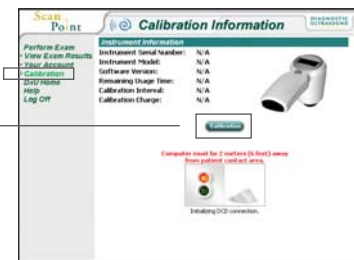 Scan
Point
Calibration Information
DIAGNOSTIC
ULTRASOUND
Perform Exam
View Exam Results
Your Account
Calibration
DxU Home
Help
Log Off
Instrument Information
Instrument Serial Number: N/A
Instrument Model: N/A
Software Version: N/A
Remaining Usage Time: N/A
Calibration Interval: N/A
Calibration Charge: N/A
Calibration
Computer must be 2 meters (6 feet) away
from patient contact area.
Initializing DCD connection.